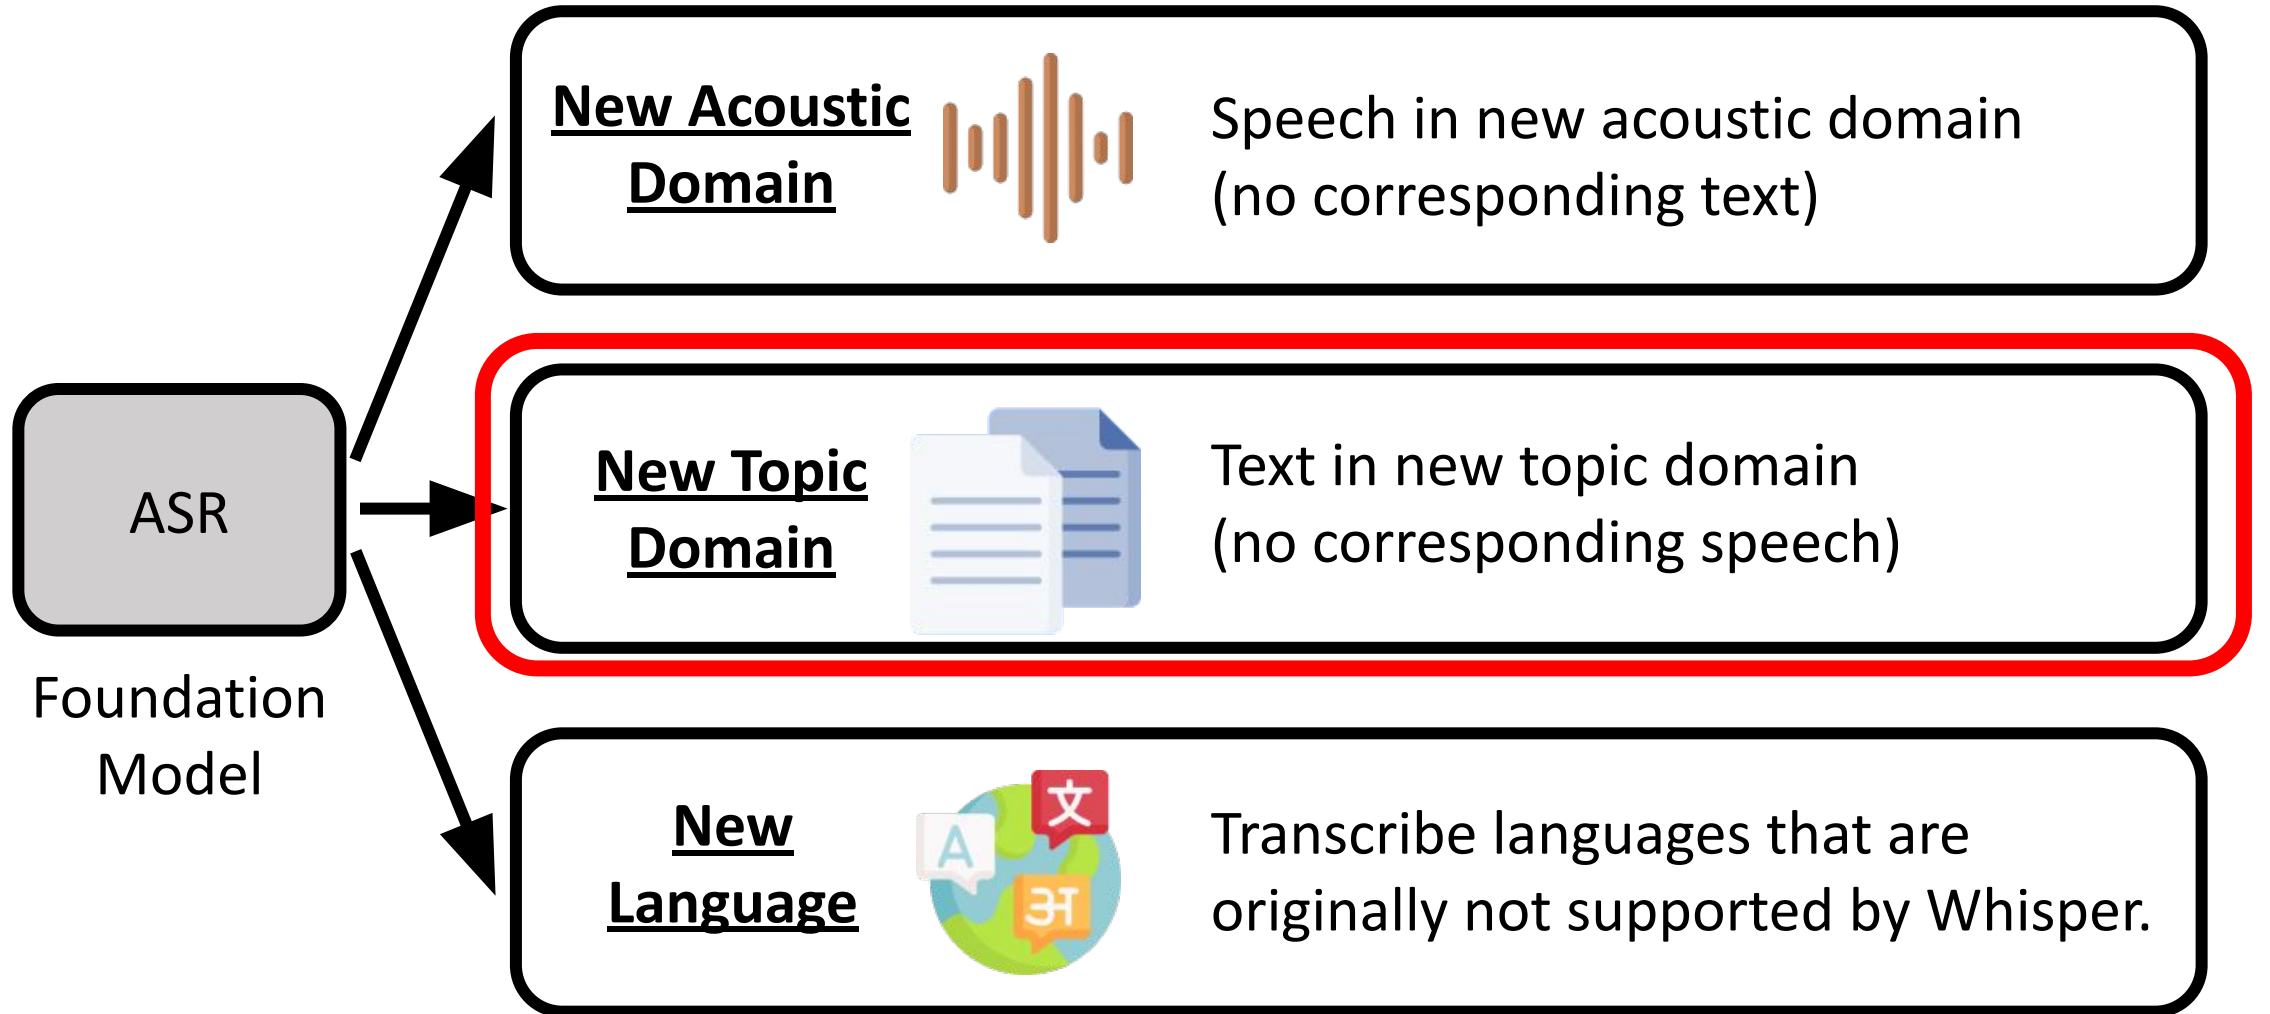 New Acoustic
Domain
Speech in new acoustic domain
(no corresponding text)
ASR
Foundation
Model
New Topic
Domain
Text in new topic domain
(no corresponding speech)
New
Language
A
文
अ
Transcribe languages that are
originally not supported by Whisper.